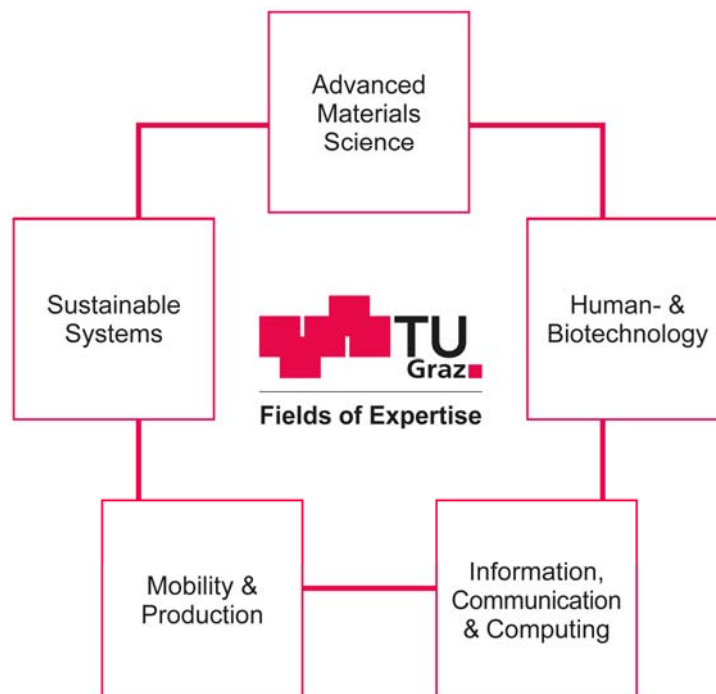 Advanced
Materials
Science
Sustainable
Systems
Human- &
Biotechnology
TU
Graz
Fields of Expertise
Mobility &
Production
Information,
Communication
& Computing